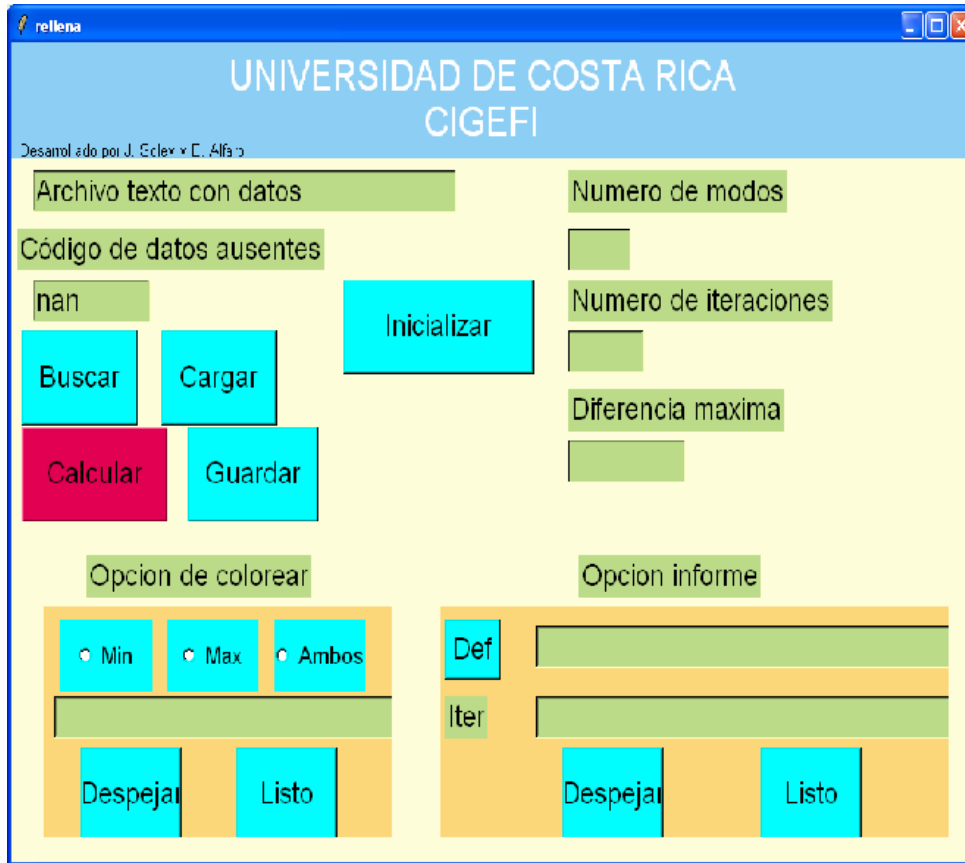 rellena
UNIVERSIDAD DE COSTA RICA
CIGEFI
Desarrollado por J. y E. Alfaro
Archivo texto con datos
Numero de modos
Código de datos ausentes
nan
Inicializar
Numero de iteraciones
Buscar
Cargar
Diferencia maxima
Calcular
Guardar
Opcion de colorear
Opcion informe
Min
Max
Ambos
Def
Iter
Despejar
Listo
Despejar
Listo